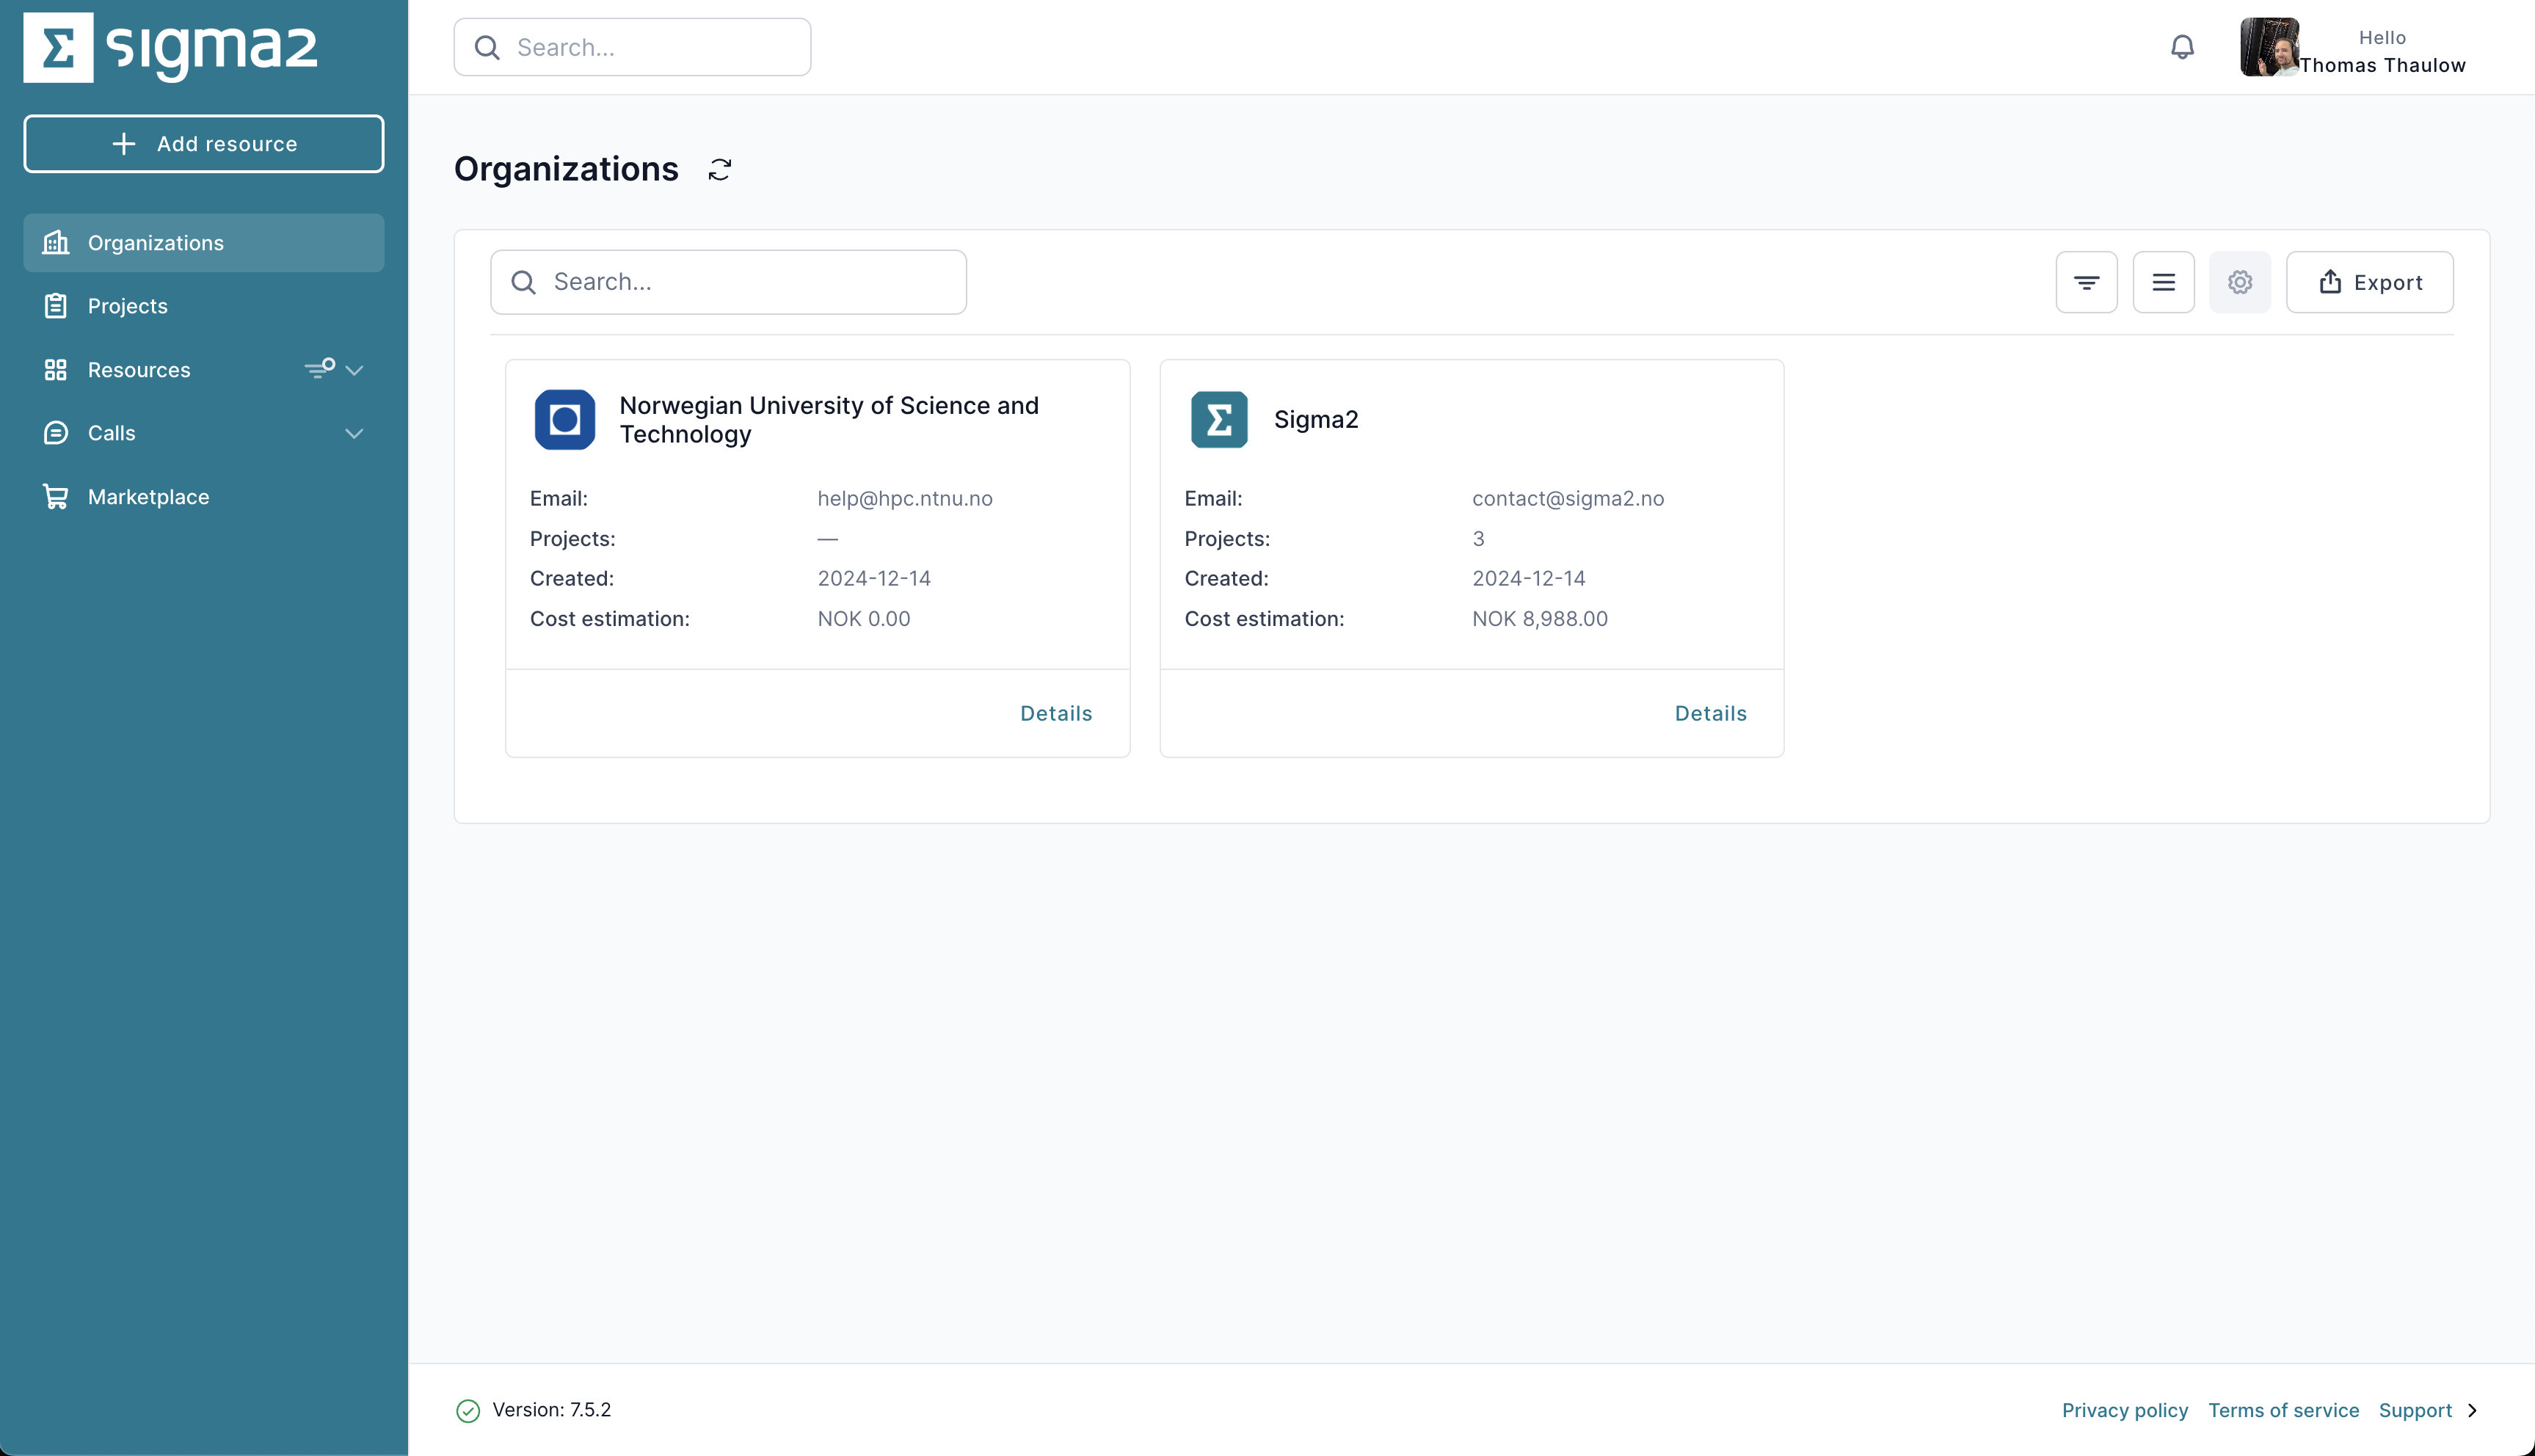 Σ sigma2
Add resource
Organizations
Projects
Resources
Calls
Marketplace
Search...
Hello
Thomas Thaulow
Organizations
Search...
Export
Norwegian University of Science and
Technology
Email: help@hpc.ntnu.no
Projects: —
Created: 2024-12-14
Cost estimation: NOK 0.00
Details
Σ
Sigma2
Email: contact@sigma2.no
Projects: 3
Created: 2024-12-14
Cost estimation: NOK 8,988.00
Details
Version: 7.5.2
Privacy policy Terms of service Support